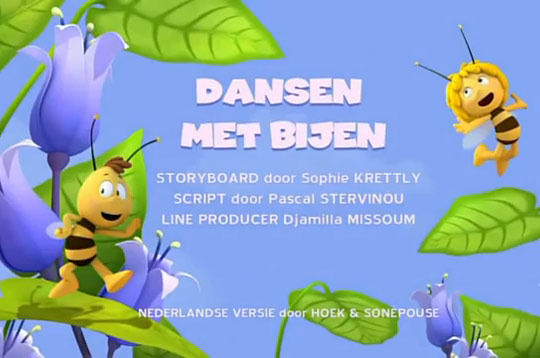 DANSEN
MET BIJEN
STORYBOARD door Sophie KRETTLY
SCRIPT door Pascal STERVINOU
LINE PRODUCER Djamilla MISSOUM
NEDERLANDSE VERSIE door HOEK & SONÉPOUSE